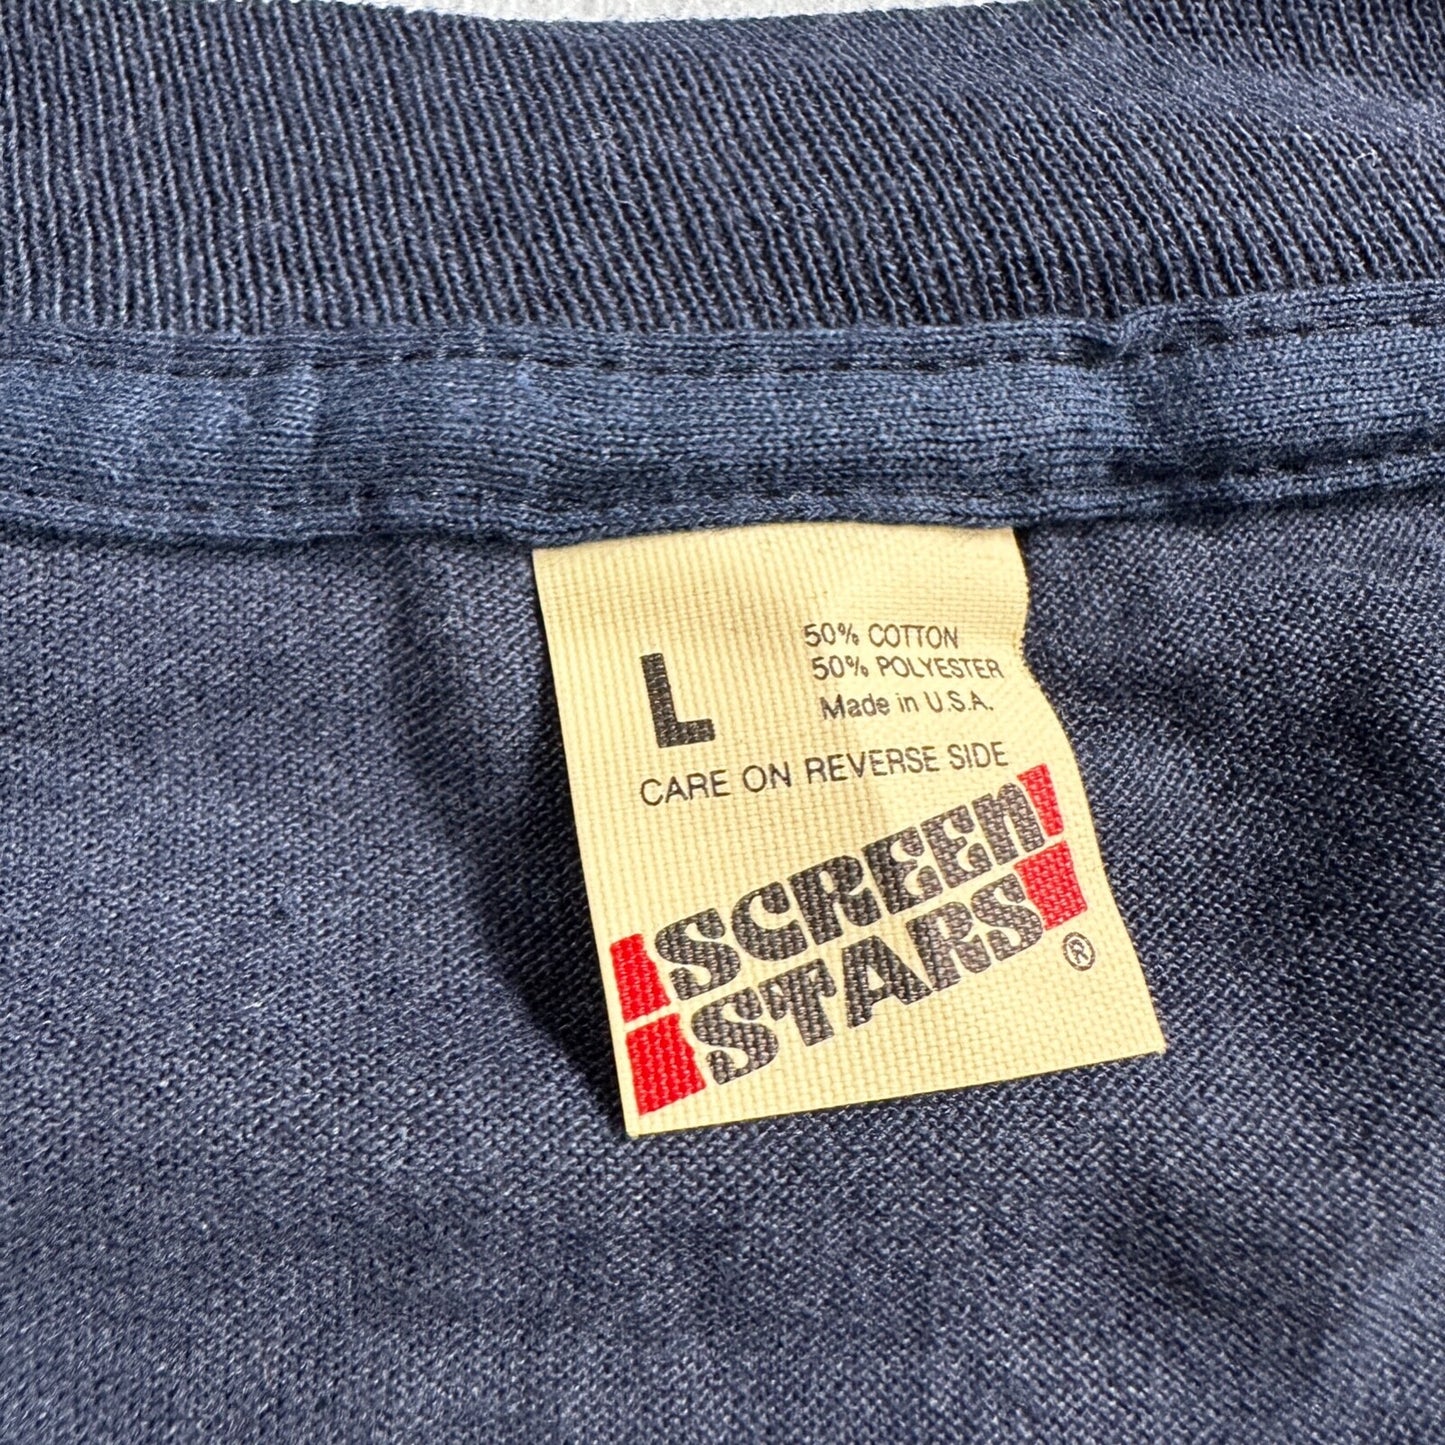 L
50% COTTON
50% POLYESTER
Made in U.S.A.
CARE ON REVERSE SIDE
SCREEN
STARS
®